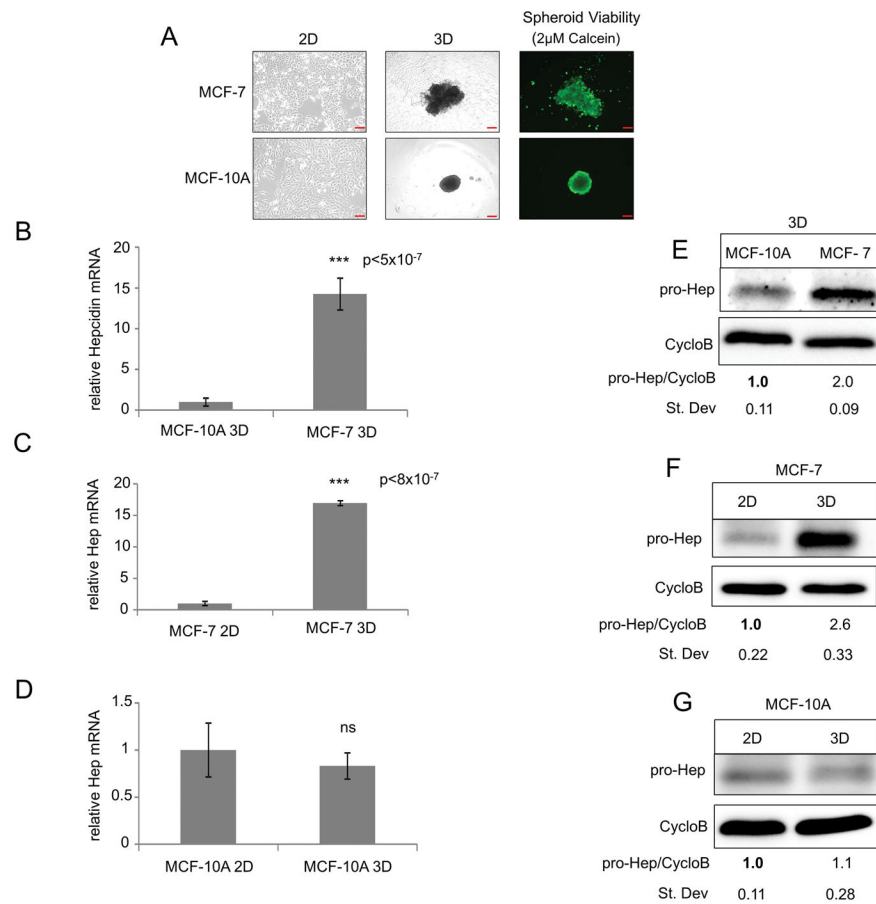 A
2D
3D
Spheroid Viability
(2µM Calcein)
MCF-7
MCF-10A
B
relative Hepcidin mRNA
20
15
10
5
0
***
p<5x10-7
MCF-10A 3D
MCF-7 3D
C
relative Hep mRNA
20
15
10
5
0
***
p<8x10-7
MCF-7 2D
MCF-7 3D
D
relative Hep mRNA
1.5
1
0.5
0
ns
MCF-10A 2D
MCF-10A 3D
E
3D
MCF-10A MCF- 7
pro-Hep
CycloB
pro-Hep/CycloB 1.0 2.0
St. Dev 0.11 0.09
F
MCF-7
2D 3D
pro-Hep
CycloB
pro-Hep/CycloB 1.0 2.6
St. Dev 0.22 0.33
G
MCF-10A
2D 3D
pro-Hep
CycloB
pro-Hep/CycloB 1.0 1.1
St. Dev 0.11 0.28